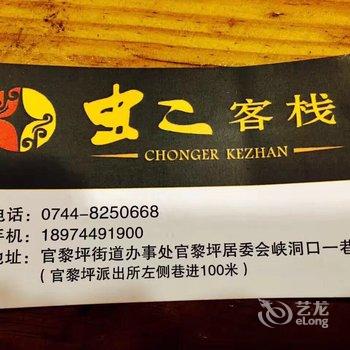 虫二客栈
CHONGER KEZHAN
电话：0744-8250668
手机：18974491900
地址：官黎坪街道办事处官黎坪居委会峡洞口一巷
（官黎坪派出所左侧巷进100米）
艺龙
eLong